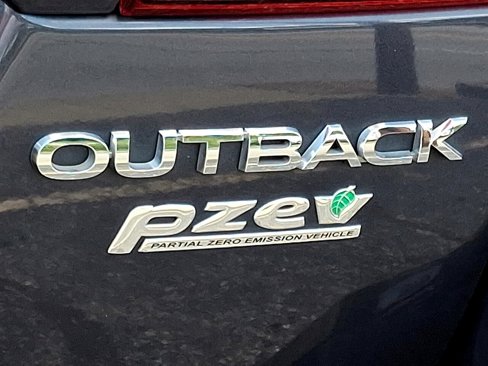 OUTBACK
pzev
PARTIAL ZERO EMISSION VEHICLE